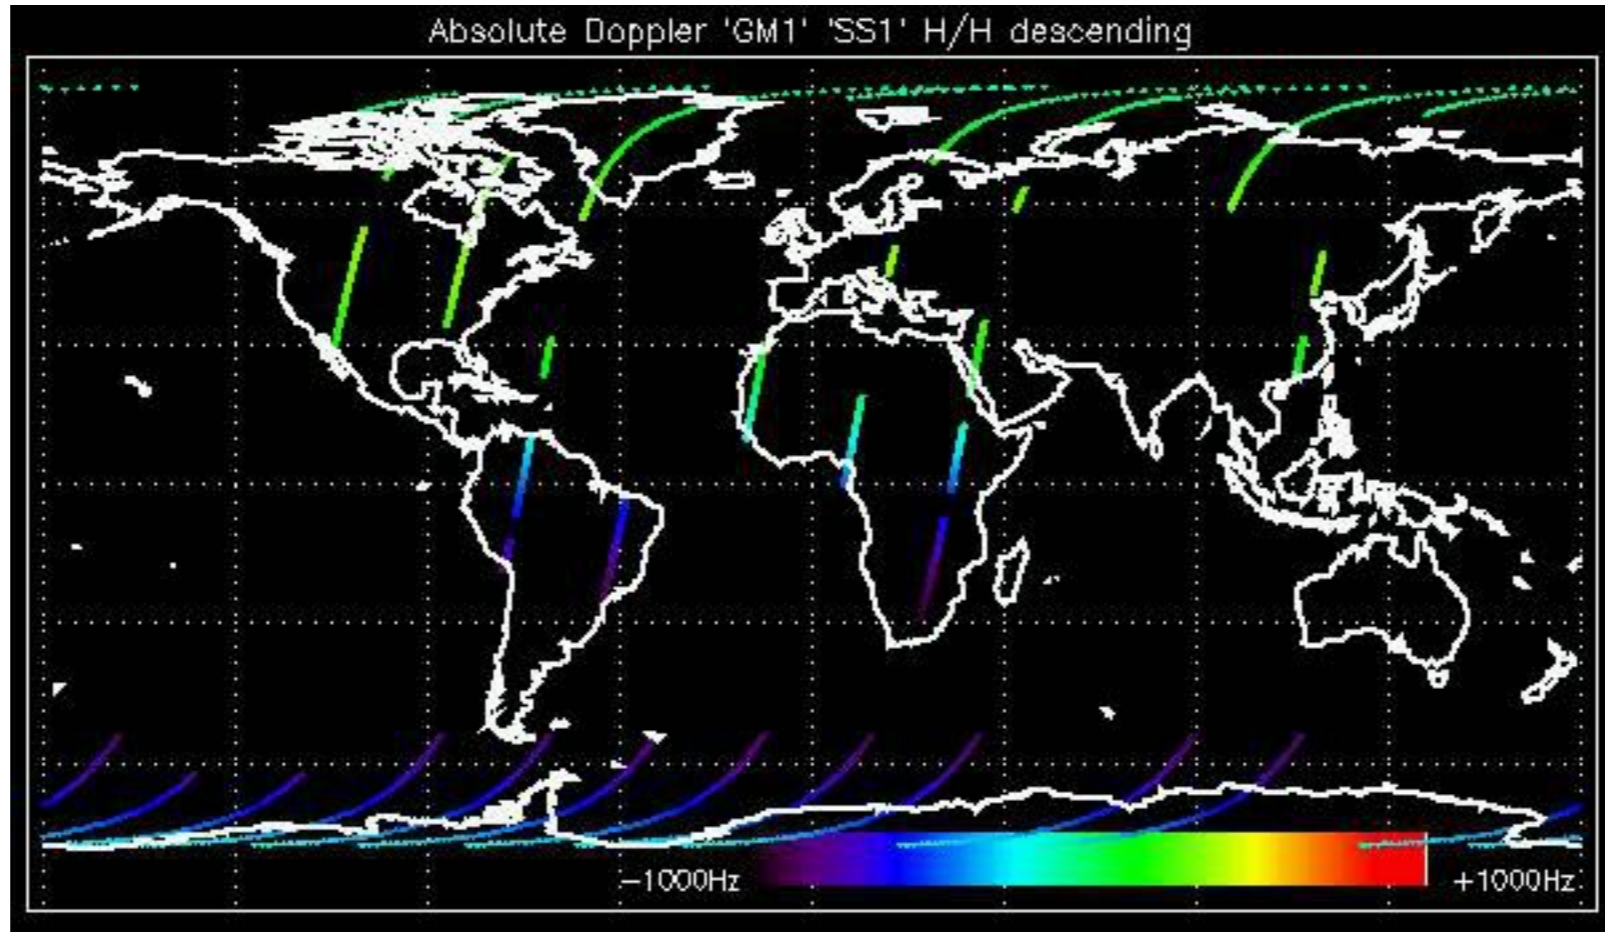 Absolute Doppler 'GM1' 'SS1' H/H descending
−1000Hz +1000Hz